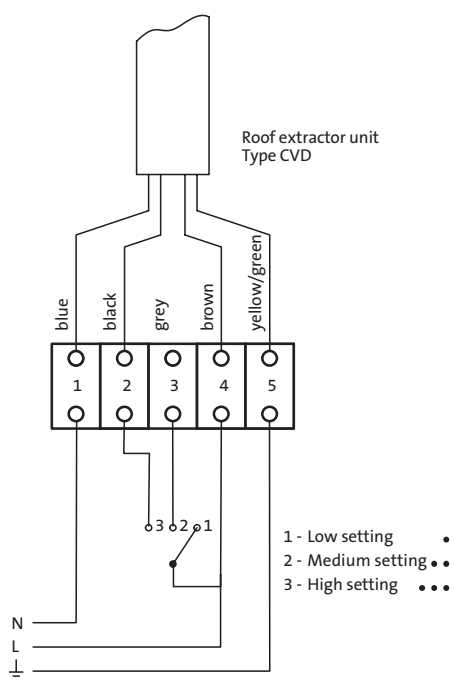 Roof extractor unit
Type CVD
blue
black
grey
brown
yellow/green
1 2 3 4 5
3 2 1
1 - Low setting •
2 - Medium setting • •
3 - High setting • • •
N
L